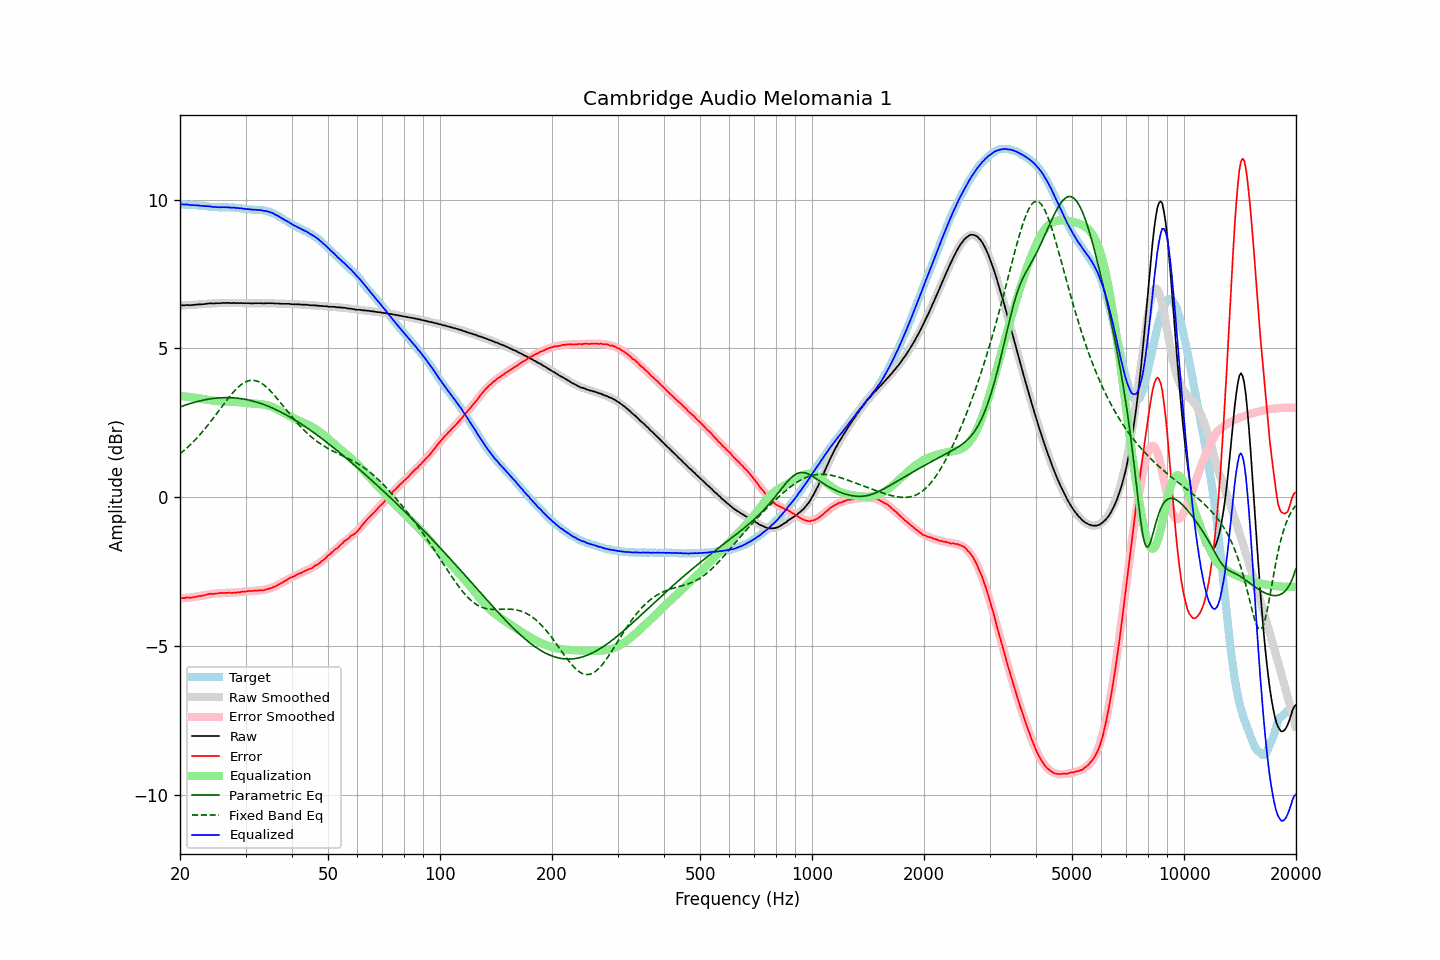 Cambridge Audio Melomania 1
Amplitude (dBr)
10
5
0
−5
−10
Target
Raw Smoothed
Error Smoothed
Raw
Error
Equalization
Parametric Eq
Fixed Band Eq
Equalized
20 50 100 200 500 1000 2000 5000 10000 20000
Frequency (Hz)